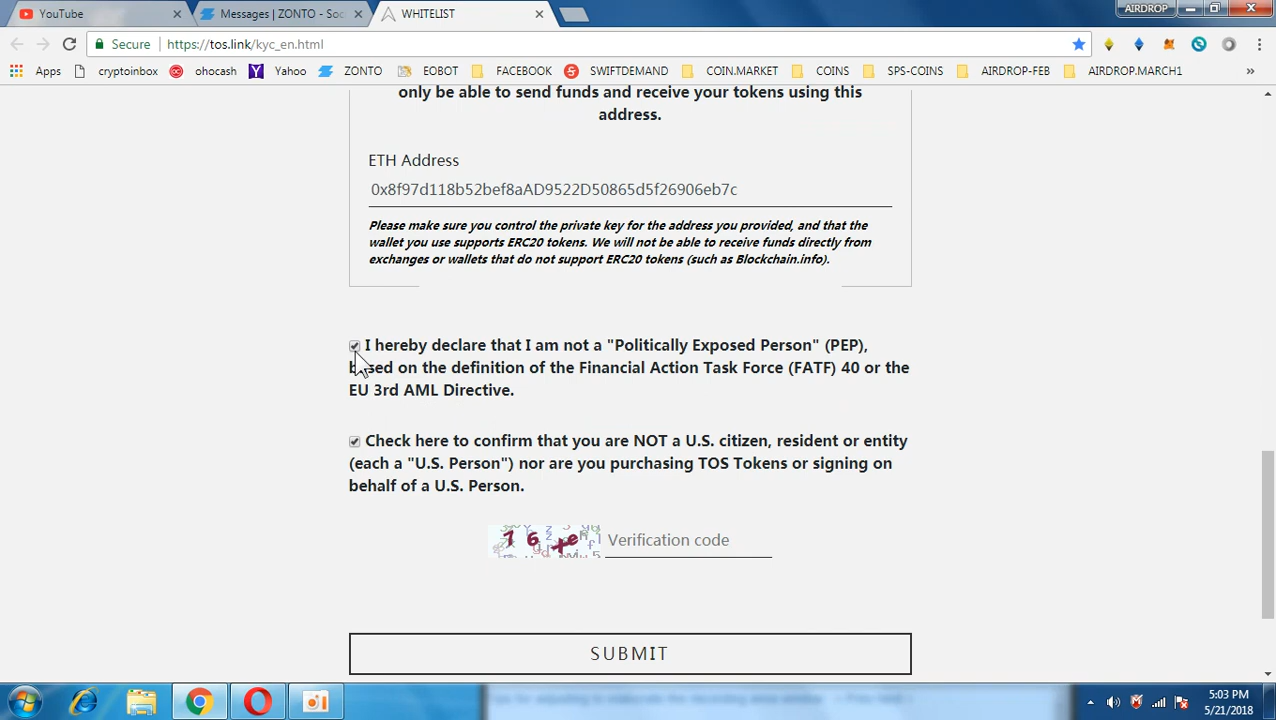 YouTube
Messages | ZONTO - Soc
WHITELIST
AIRDROP
Secure
https://tos.link/kyc_en.html
Apps
cryptoinbox
ohocash
Yahoo
ZONTO
EOBOT
FACEBOOK
SWIFTDEMAND
COIN.MARKET
COINS
SPS-COINS
AIRDROP-FEB
AIRDROP.MARCH1
only be able to send funds and receive your tokens using this
address.
ETH Address
0x8f97d118b52bef8aAD9522D50865d5f26906eb7c
Please make sure you control the private key for the address you provided, and that the
wallet you use supports ERC20 tokens. We will not be able to receive funds directly from
exchanges or wallets that do not support ERC20 tokens (such as Blockchain.info).
I hereby declare that I am not a "Politically Exposed Person" (PEP),
based on the definition of the Financial Action Task Force (FATF) 40 or the
EU 3rd AML Directive.
Check here to confirm that you are NOT a U.S. citizen, resident or entity
(each a "U.S. Person") nor are you purchasing TOS Tokens or signing on
behalf of a U.S. Person.
Verification code
SUBMIT
5:03 PM
5/21/2018